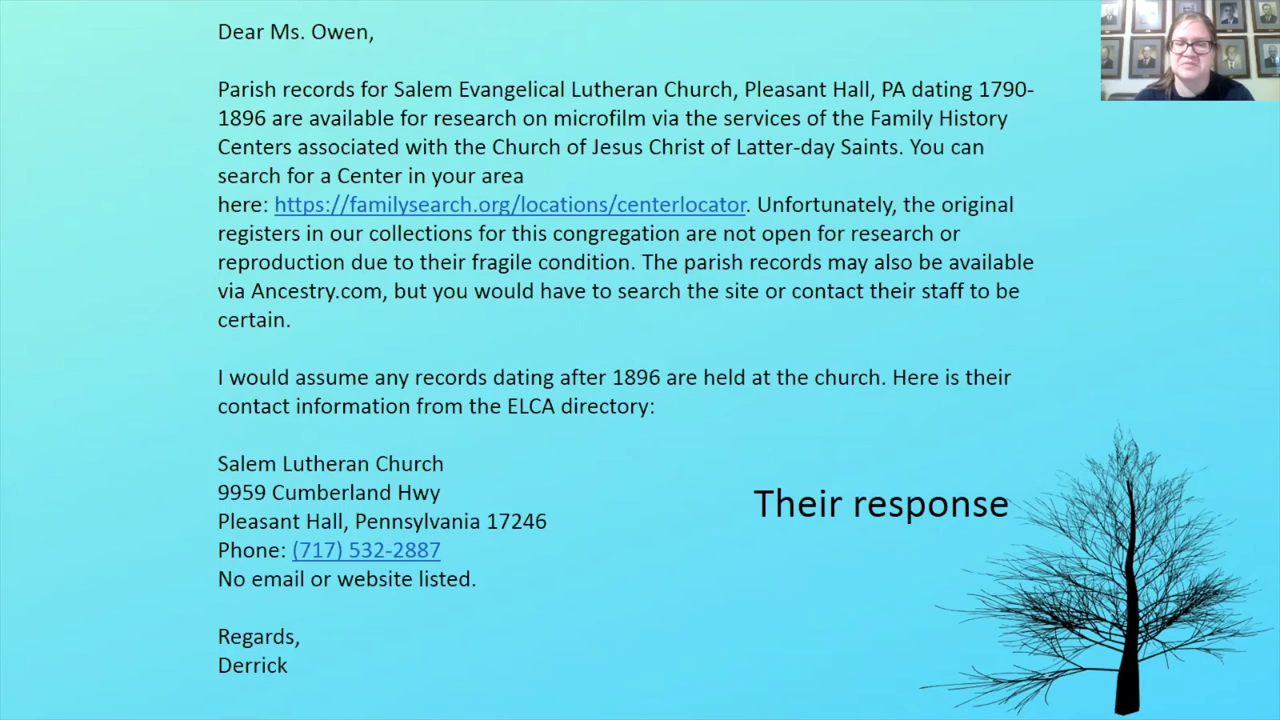 Dear Ms. Owen,
Parish records for Salem Evangelical Lutheran Church, Pleasant Hall, PA dating 1790-
1896 are available for research on microfilm via the services of the Family History
Centers associated with the Church of Jesus Christ of Latter-day Saints. You can
search for a Center in your area
here: https://familysearch.org/locations/centerlocator. Unfortunately, the original
registers in our collections for this congregation are not open for research or
reproduction due to their fragile condition. The parish records may also be available
via Ancestry.com, but you would have to search the site or contact their staff to be
certain.
I would assume any records dating after 1896 are held at the church. Here is their
contact information from the ELCA directory:
Salem Lutheran Church
9959 Cumberland Hwy
Pleasant Hall, Pennsylvania 17246
Phone: (717) 532-2887
No email or website listed.
Regards,
Derrick
Their response